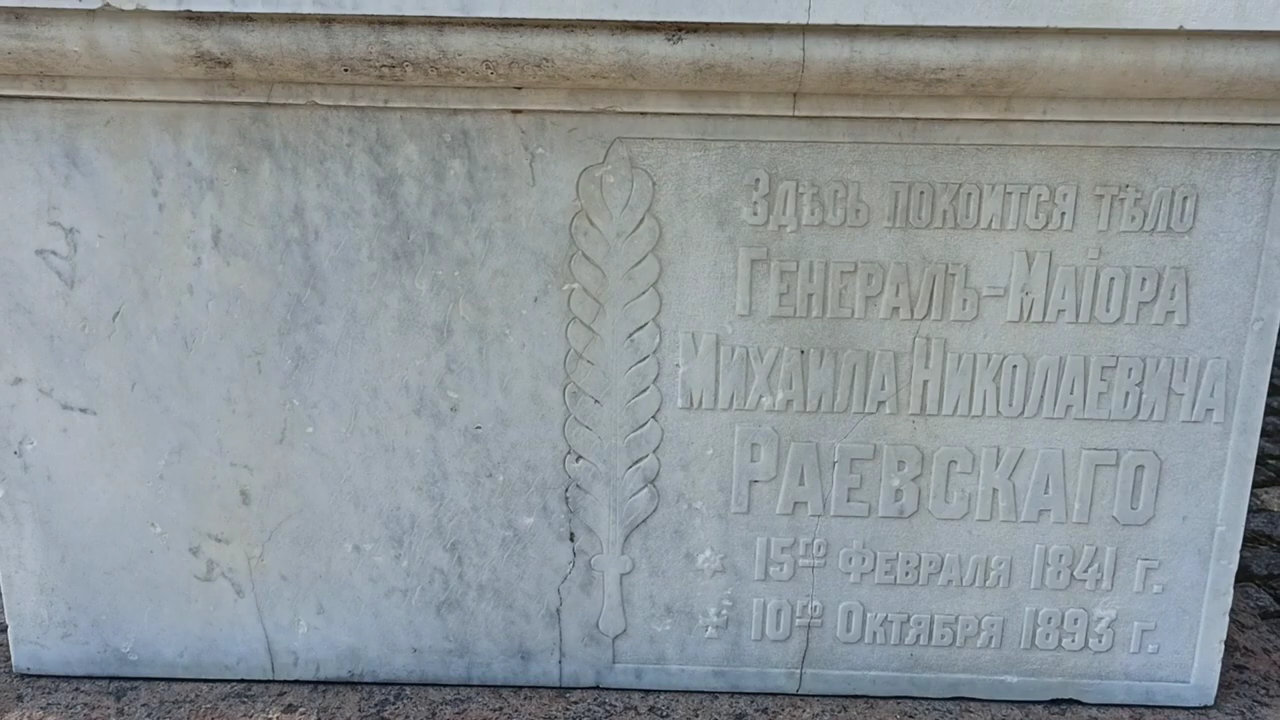 Здѣсь покоится тѣло
Генералъ-Маіора
Михаила Николаевича
Раевскаго
15го Февраля 1841 г.
10го Октября 1893 г.